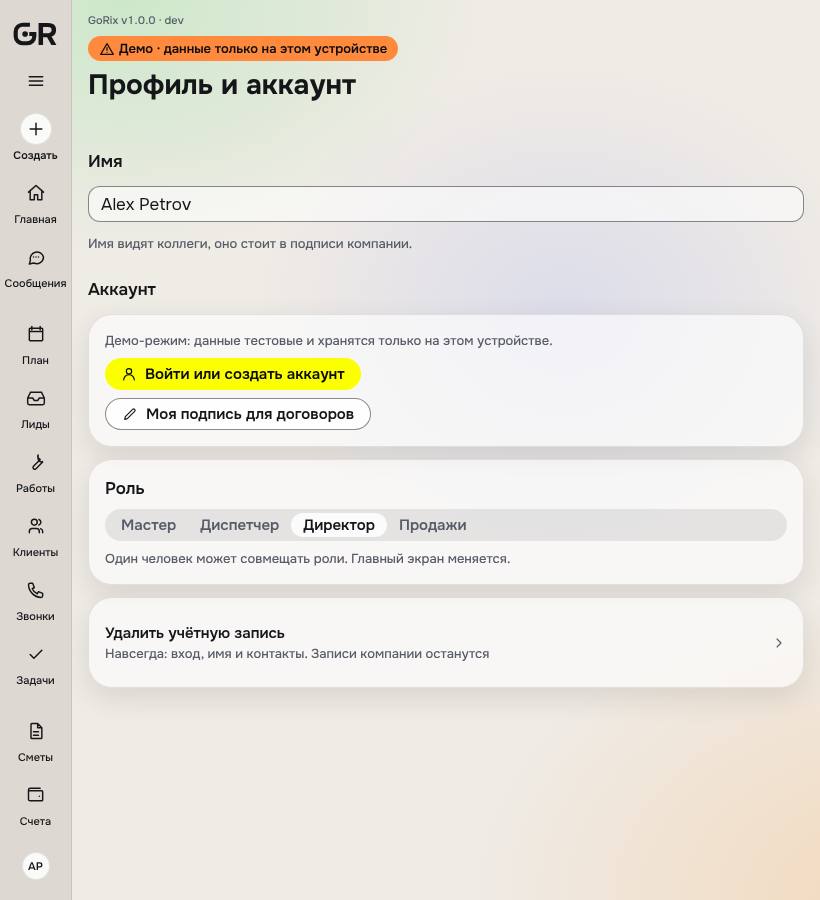 GR
Создать
Главная
Сообщения
План
Лиды
Работы
Клиенты
Звонки
Задачи
Сметы
Счета
AP
GoRix v1.0.0 · dev
Демо · данные только на этом устройстве
Профиль и аккаунт
Имя
Alex Petrov
Имя видят коллеги, оно стоит в подписи компании.
Аккаунт
Демо-режим: данные тестовые и хранятся только на этом устройстве.
Войти или создать аккаунт
Моя подпись для договоров
Роль
Мастер Диспетчер Директор Продажи
Один человек может совмещать роли. Главный экран меняется.
Удалить учётную запись
Навсегда: вход, имя и контакты. Записи компании останутся